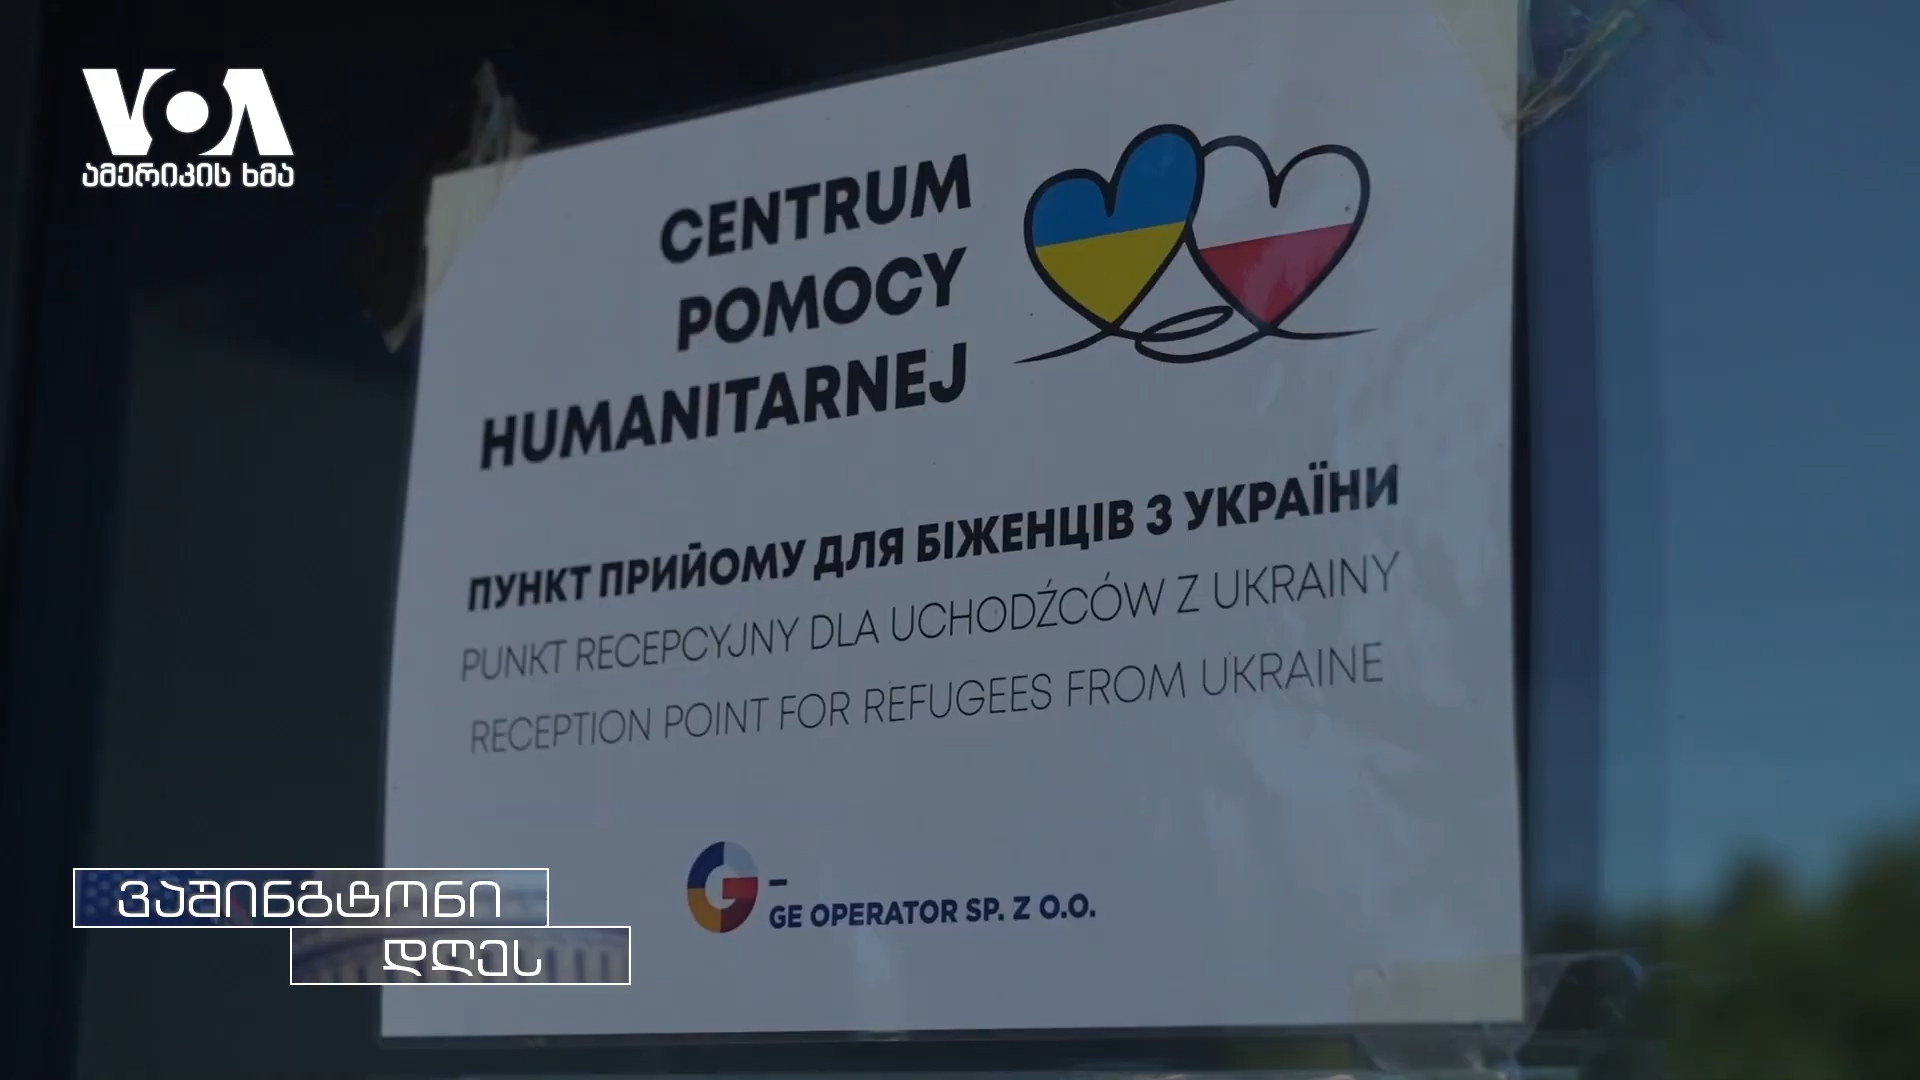 VOA
ამერიკის ხმა
CENTRUM
POMOCY
HUMANITARNEJ
ПУНКТ ПРИЙОМУ ДЛЯ БІЖЕНЦІВ З УКРАЇНИ
PUNKT RECEPCYJNY DLA UCHODŹCÓW Z UKRAINY
RECEPTION POINT FOR REFUGEES FROM UKRAINE
GE OPERATOR SP. Z O.O.
ვაშინგტონი
დღეს